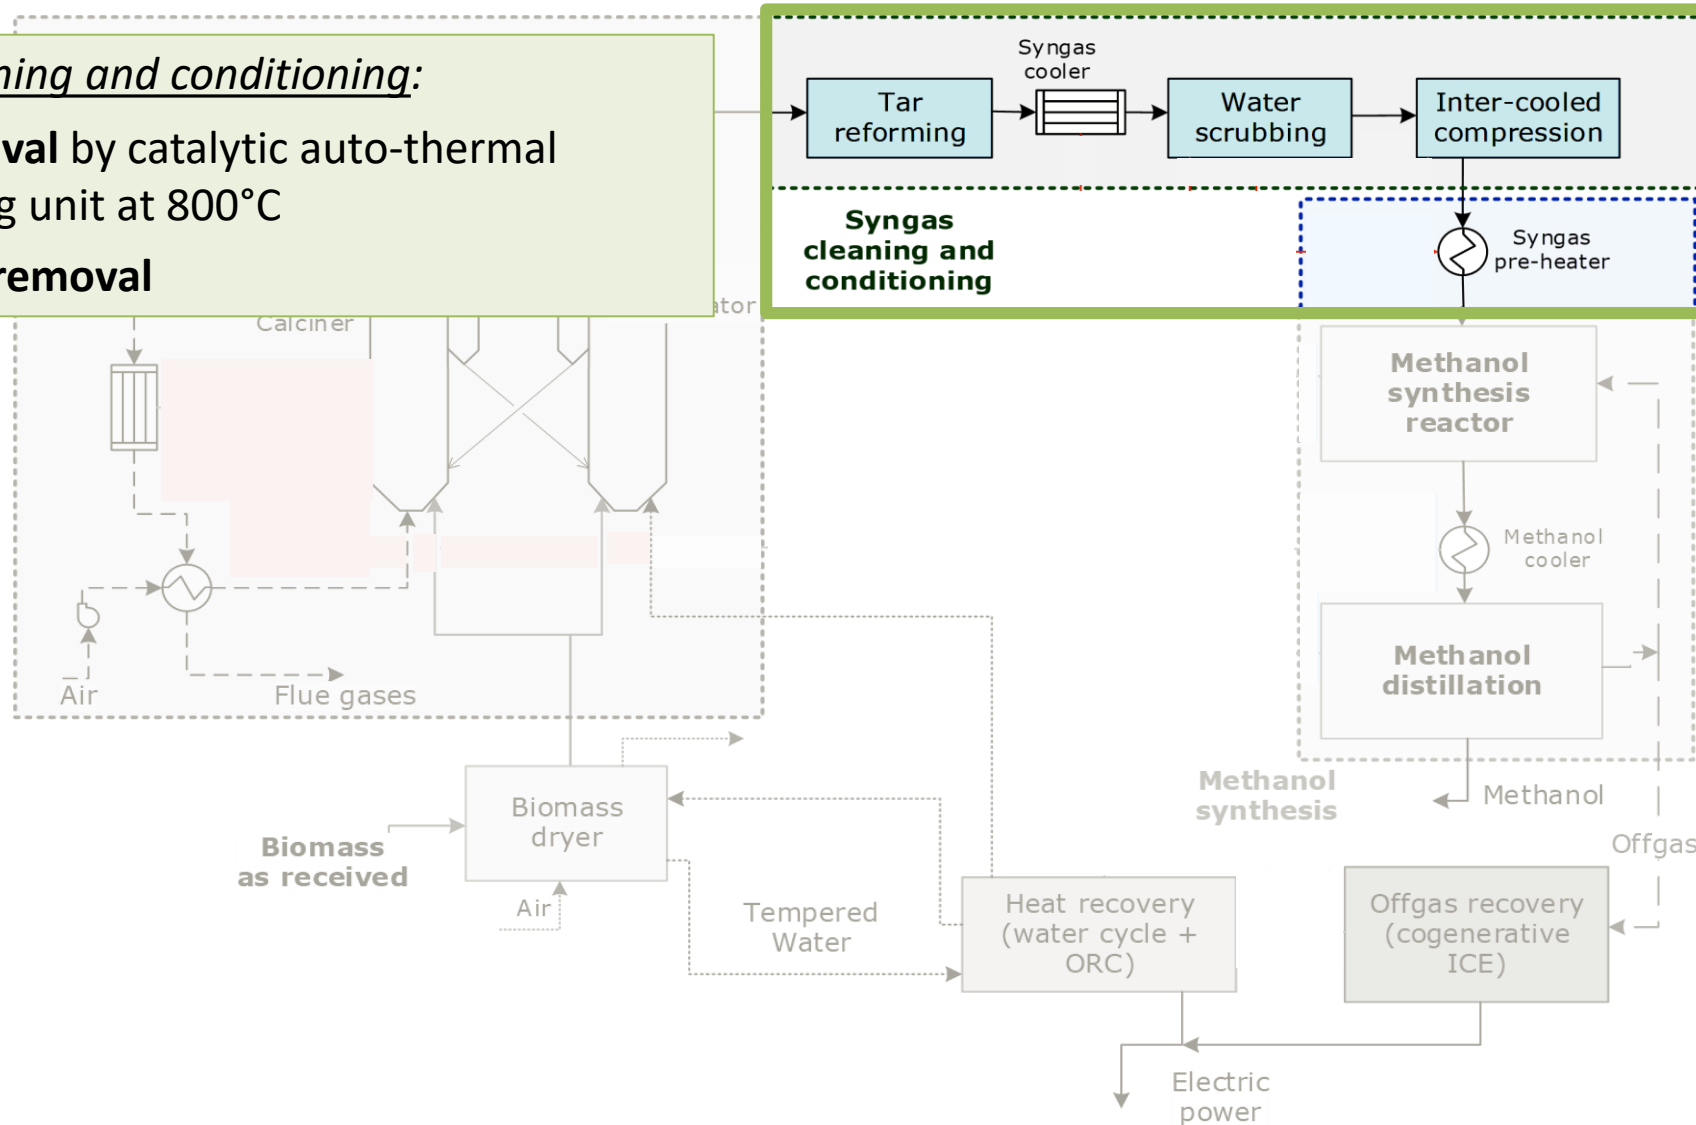 ning and conditioning:
val by catalytic auto-thermal
g unit at 800°C
removal
Syngas
cooler
Tar
reforming
Water
scrubbing
Inter-cooled
compression
Syngas
cleaning and
conditioning
Syngas
pre-heater
Calciner
ator
Methanol
synthesis
reactor
Methanol
cooler
Methanol
distillation
Air
Flue gases
Methanol
synthesis
Methanol
Biomass
dryer
Biomass
as received
Air
Tempered
Water
Heat recovery
(water cycle +
ORC)
Offgas
Offgas recovery
(cogenerative
ICE)
Electric
power